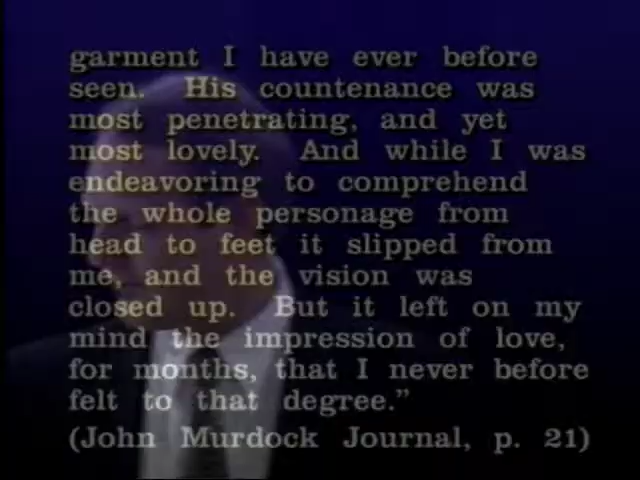 garment I have ever before
seen. His countenance was
most penetrating, and yet
most lovely. And while I was
endeavoring to comprehend
the whole personage from
head to feet it slipped from
me, and the vision was
closed up. But it left on my
mind the impression of love,
for months, that I never before
felt to that degree.”
(John Murdock Journal, p. 21)